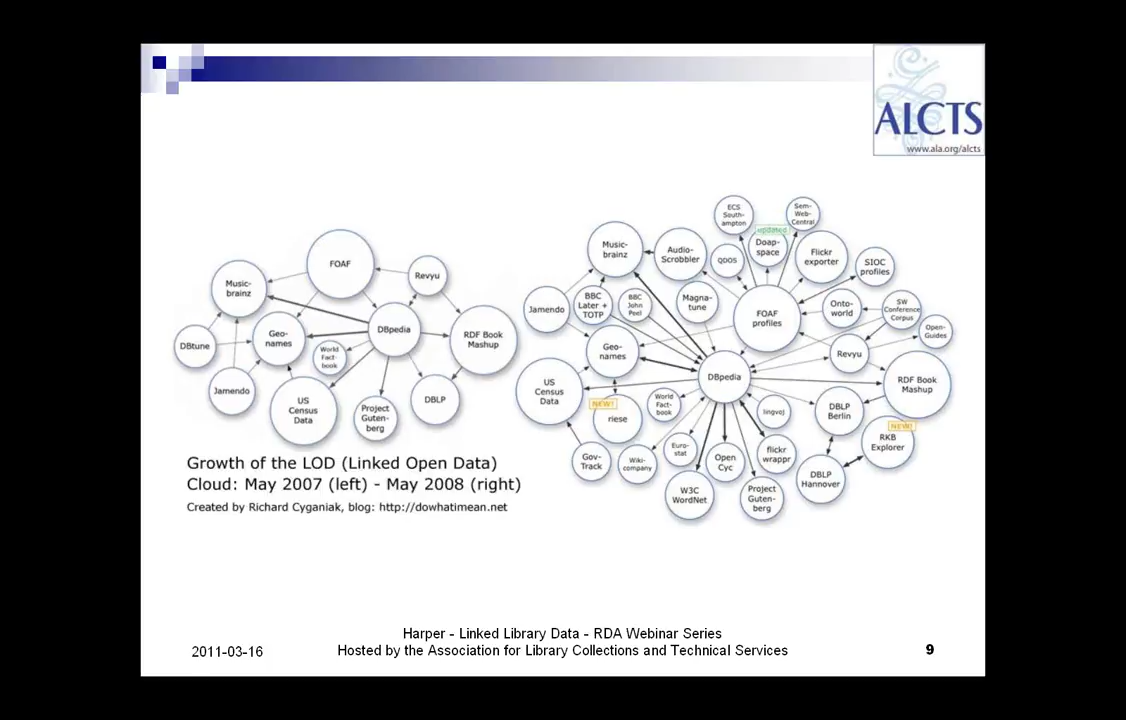 ALCTS
www.ala.org/alcts
FOAF
Revyu
Music-
brainz
DBpedia
Geo-
names
RDF Book
Mashup
DBtune
World
Fact-
book
Jamendo
US
Census
Data
Project
Guten-
berg
DBLP
Growth of the LOD (Linked Open Data)
Cloud: May 2007 (left) - May 2008 (right)
Created by Richard Cyganiak, blog: http://dowhatimean.net
ECS
South-
ampton
Sem-
Web-
Central
updated
Doap-
space
Music-
brainz
Audio-
Scrobbler
QDOS
Flickr
exporter
SIOC
profiles
Jamendo
BBC
Later +
TOTP
BBC
John
Peel
Magna-
tune
FOAF
profiles
Onto-
world
SW
Conference
Corpus
Open-
Guides
Geo-
names
Revyu
DBpedia
US
Census
Data
NEW!
riese
World
Fact-
book
lingvoj
DBLP
Berlin
RDF Book
Mashup
NEW!
RKB
Explorer
Gov-
Track
Wiki-
company
Euro-
stat
Open
Cyc
flickr
wrappr
DBLP
Hannover
W3C
WordNet
Project
Guten-
berg
Harper - Linked Library Data - RDA Webinar Series
2011-03-16
Hosted by the Association for Library Collections and Technical Services
9